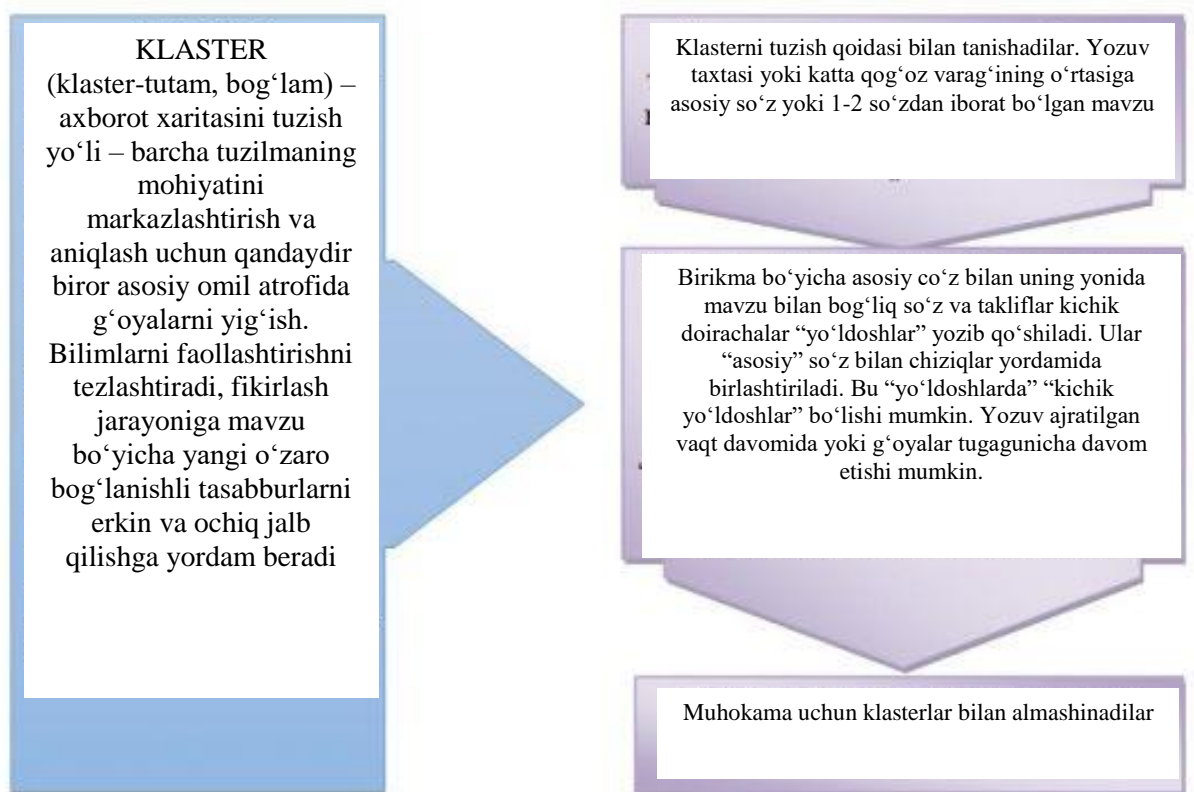 KLASTER
(klaster-tutam, bog‘lam) –
axborot xaritasini tuzish
yo‘li – barcha tuzilmaning
mohiyatini
markazlashtirish va
aniqlash uchun qandaydir
biror asosiy omil atrofida
g‘oyalarni yig‘ish.
Bilimlarni faollashtirishni
tezlashtiradi, fikirlash
jarayoniga mavzu
bo‘yicha yangi o‘zaro
bog‘lanishli tasabburlarni
erkin va ochiq jalb
qilishga yordam beradi
Klasterni tuzish qoidasi bilan tanishadilar. Yozuv
taxtasi yoki katta qog‘oz varag‘ining o‘rtasiga
asosiy so‘z yoki 1-2 so‘zdan iborat bo‘lgan mavzu
Birikma bo‘yicha asosiy co‘z bilan uning yonida
mavzu bilan bog‘liq so‘z va takliflar kichik
doirachalar “yo‘ldoshlar” yozib qo‘shiladi. Ular
“asosiy” so‘z bilan chiziqlar yordamida
birlashtiriladi. Bu “yo‘ldoshlarda” “kichik
yo‘ldoshlar” bo‘lishi mumkin. Yozuv ajratilgan
vaqt davomida yoki g‘oyalar tugagunicha davom
etishi mumkin.
Muhokama uchun klasterlar bilan almashinadilar